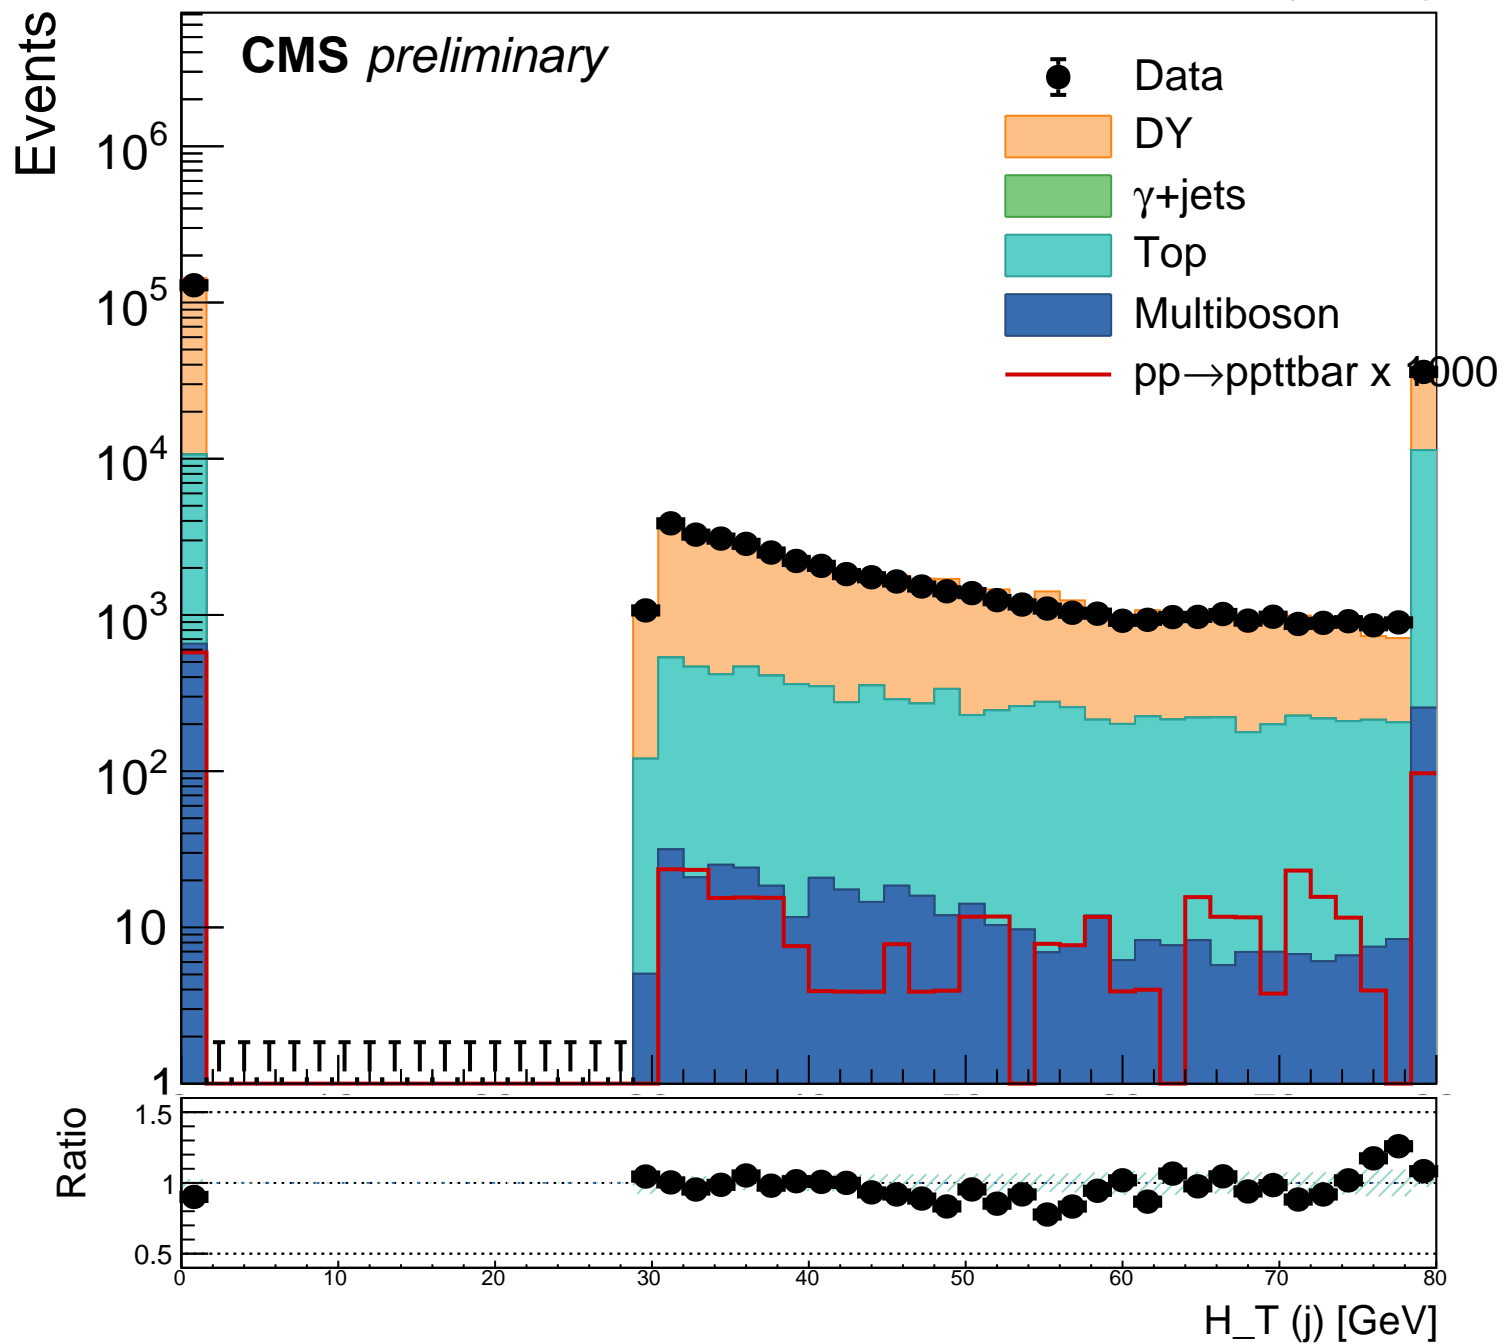 Events
CMS preliminary
Data
DY
γ+jets
Top
Multiboson
pp→ppttbar x 1000
10^6
10^5
10^4
10^3
10^2
10
1
Ratio
1.5
1
0.5
0 10 20 30 40 50 60 70 80
H_T (j) [GeV]